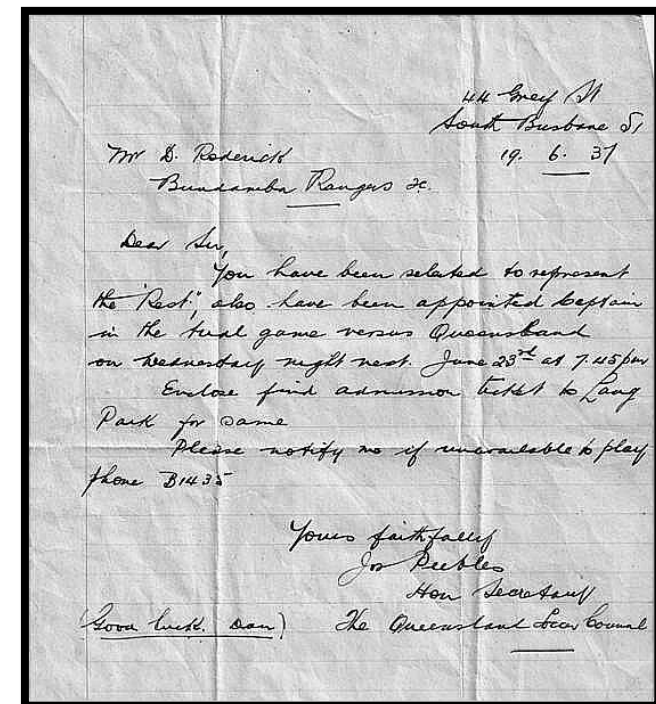 44 Grey St
South Brisbane S1
19. 6. 37
Mr D. Roderick
Bundamba Rangers
Dear Sir,
You have been selected to represent
the "Rest", also have been appointed Captain
in the trial game versus Queensland
on Wednesday night next. June 23rd at 7.45pm
Enclose find admission ticket to Lang
Park for same
Please notify me if unavailable to play
phone B1435
Yours faithfully
Jos Peebles
Hon Secretary
(Good luck. Dan) The Queensland Council